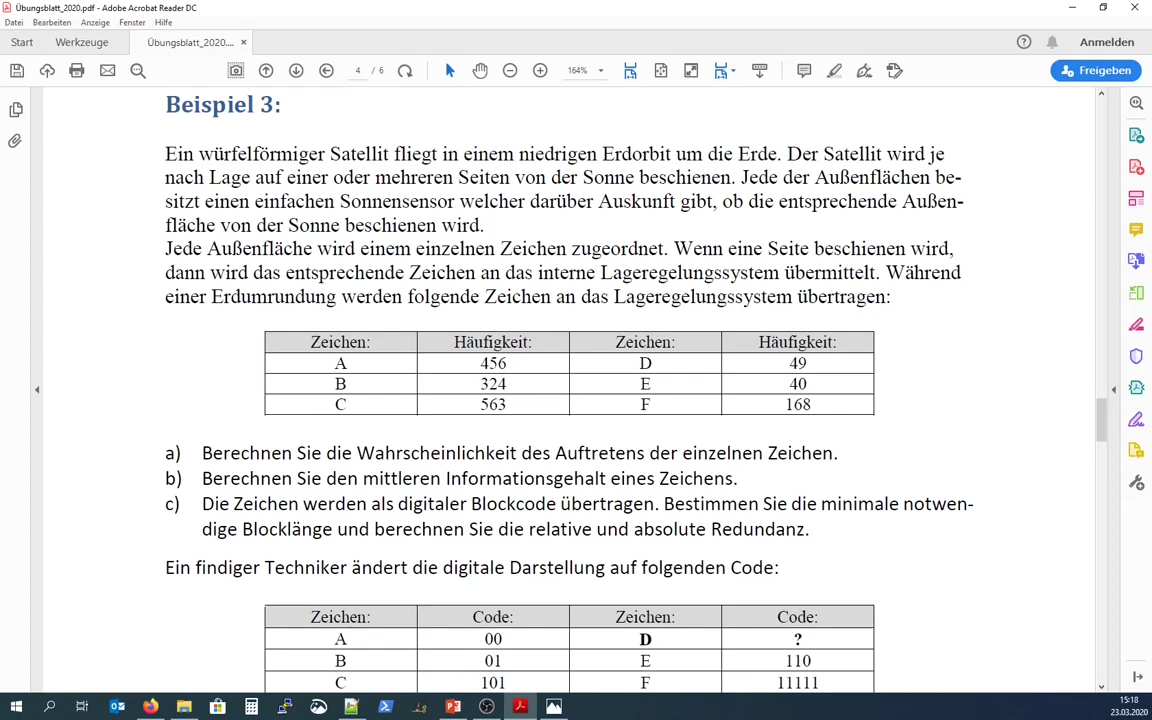 Übungsblatt_2020.pdf - Adobe Acrobat Reader DC
Datei Bearbeiten Anzeige Fenster Hilfe
Start Werkzeuge Übungsblatt_2020.... × Anmelden
4 / 6 164% Freigeben
Beispiel 3:
Ein würfelförmiger Satellit fliegt in einem niedrigen Erdorbit um die Erde. Der Satellit wird je
nach Lage auf einer oder mehreren Seiten von der Sonne beschienen. Jede der Außenflächen be-
sitzt einen einfachen Sonnensensor welcher darüber Auskunft gibt, ob die entsprechende Außen-
fläche von der Sonne beschienen wird.
Jede Außenfläche wird einem einzelnen Zeichen zugeordnet. Wenn eine Seite beschienen wird,
dann wird das entsprechende Zeichen an das interne Lageregelungssystem übermittelt. Während
einer Erdumrundung werden folgende Zeichen an das Lageregelungssystem übertragen:
Zeichen: Häufigkeit: Zeichen: Häufigkeit:
A 456 D 49
B 324 E 40
C 563 F 168
a) Berechnen Sie die Wahrscheinlichkeit des Auftretens der einzelnen Zeichen.
b) Berechnen Sie den mittleren Informationsgehalt eines Zeichens.
c) Die Zeichen werden als digitaler Blockcode übertragen. Bestimmen Sie die minimale notwen-
dige Blocklänge und berechnen Sie die relative und absolute Redundanz.
Ein findiger Techniker ändert die digitale Darstellung auf folgenden Code:
Zeichen: Code: Zeichen: Code:
A 00 D ?
B 01 E 110
C 101 F 11111
15:18
23.03.2020